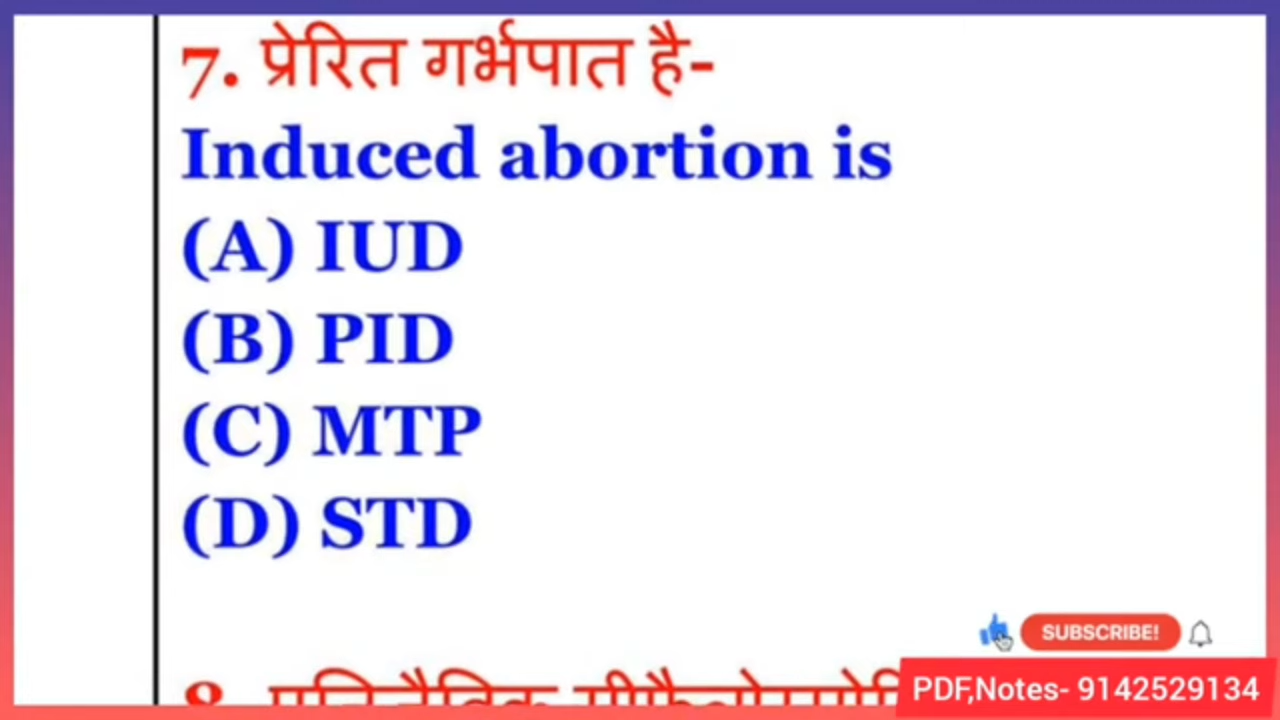 7. प्रेरित गर्भपात है-
Induced abortion is
(A) IUD
(B) PID
(C) MTP
(D) STD
SUBSCRIBE!
PDF,Notes- 9142529134